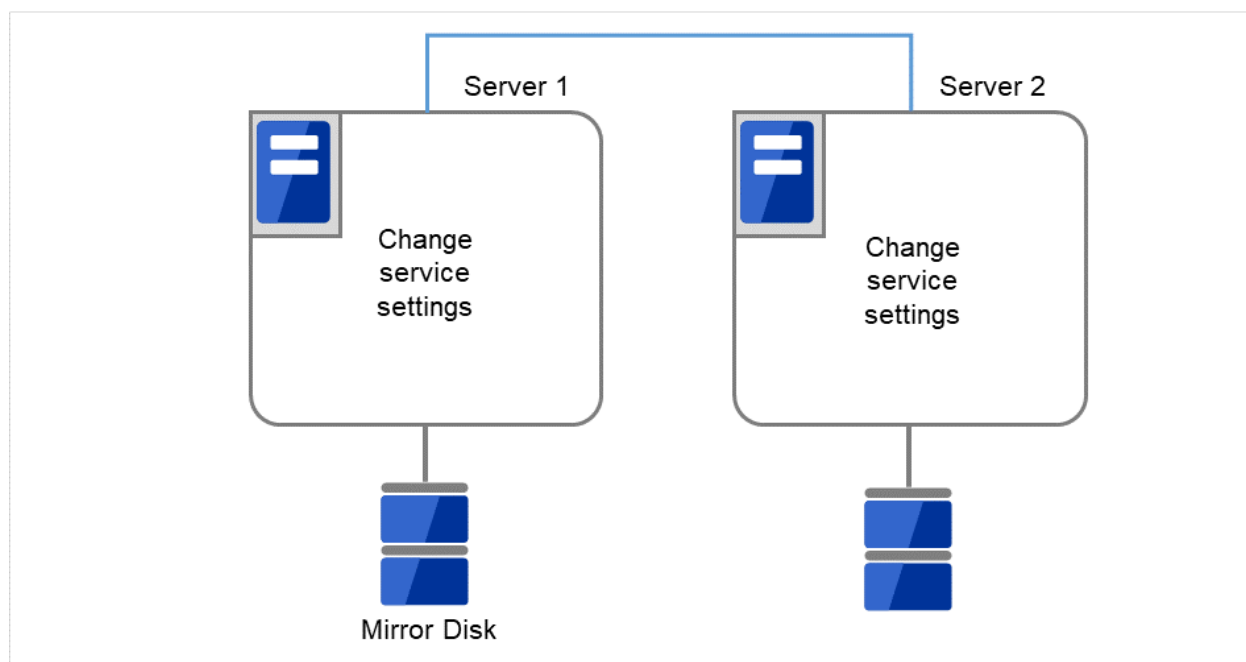 Server 1
Server 2
Change
service
settings
Change
service
settings
Mirror Disk